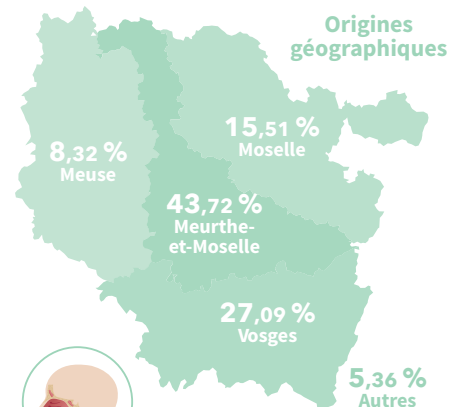 Origines
géographiques
15,51 %
Moselle
8,32 %
Meuse
43,72 %
Meurthe-
et-Moselle
27,09 %
Vosges
5,36 %
Autres